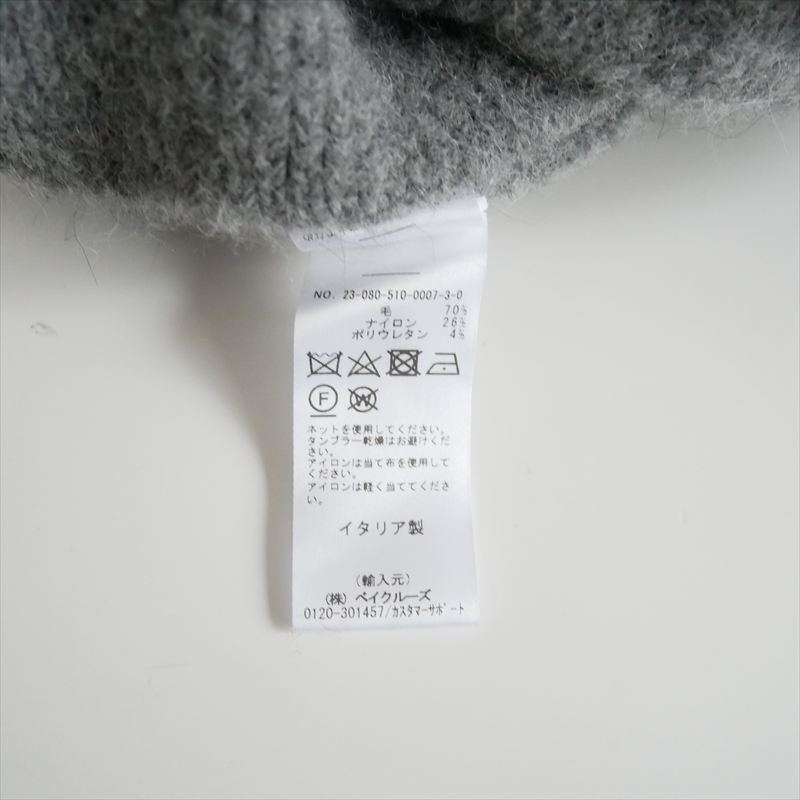 NO. 23-080-510-0007-3-0
毛 70%
ナイロン 26%
ポリウレタン 4%
F W
ネットを使用してください。
タンブラー乾燥はお避けくだ
さい。
アイロンは当て布を使用して
ください。
アイロンは軽く当ててくださ
い。
イタリア製
(輸入元)
(株) ベイクルーズ
0120-301457/カスタマーサポート